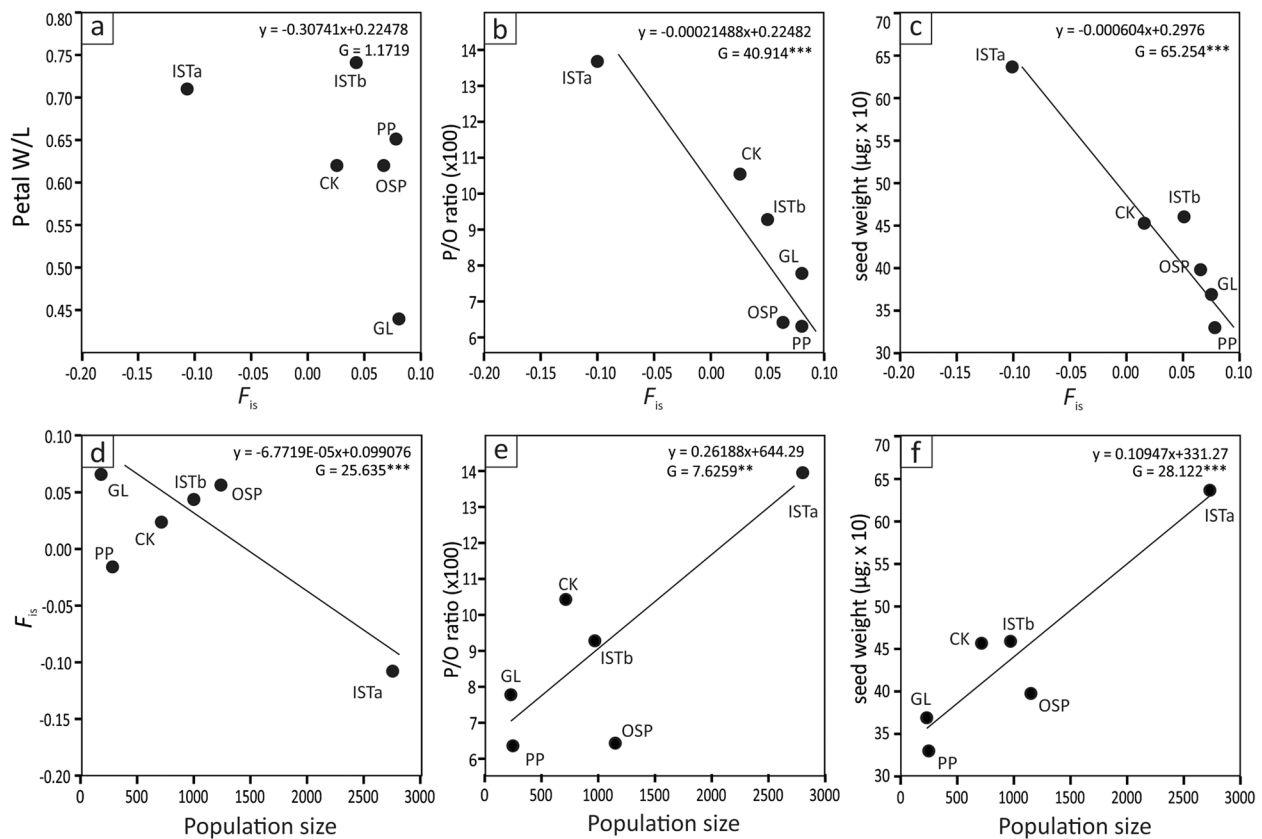 a
y = -0.30741x+0.22478
G = 1.1719
0.80
0.75
0.70
0.65
0.60
0.55
0.50
0.45
Petal W/L
ISTa
ISTb
PP
CK
OSP
GL
-0.20
-0.15
-0.10
-0.05
0.00
0.05
0.10
Fis
b
y = -0.00021488x+0.22482
G = 40.914***
14
13
12
11
10
9
8
7
6
P/O ratio (x100)
ISTa
CK
ISTb
GL
OSP
PP
-0.20
-0.15
-0.10
-0.05
0.00
0.05
0.10
Fis
c
y = -0.000604x+0.2976
G = 65.254***
70
65
60
55
50
45
40
35
30
seed weight (µg; x 10)
ISTa
CK
ISTb
OSP
GL
PP
-0.20
-0.15
-0.10
-0.05
0.00
0.05
0.10
Fis
d
y = -6.7719E-05x+0.099076
G = 25.635***
0.10
0.05
0.00
-0.05
-0.10
-0.15
-0.20
Fis
GL
ISTb
OSP
CK
PP
ISTa
0
500
1000
1500
2000
2500
3000
Population size
e
y = 0.26188x+644.29
G = 7.6259**
14
13
12
11
10
9
8
7
6
P/O ratio (x100)
ISTa
CK
ISTb
GL
OSP
PP
0
500
1000
1500
2000
2500
3000
Population size
f
y = 0.10947x+331.27
G = 28.122***
70
65
60
55
50
45
40
35
30
seed weight (µg; x 10)
ISTa
CK
ISTb
GL
OSP
PP
0
500
1000
1500
2000
2500
3000
Population size